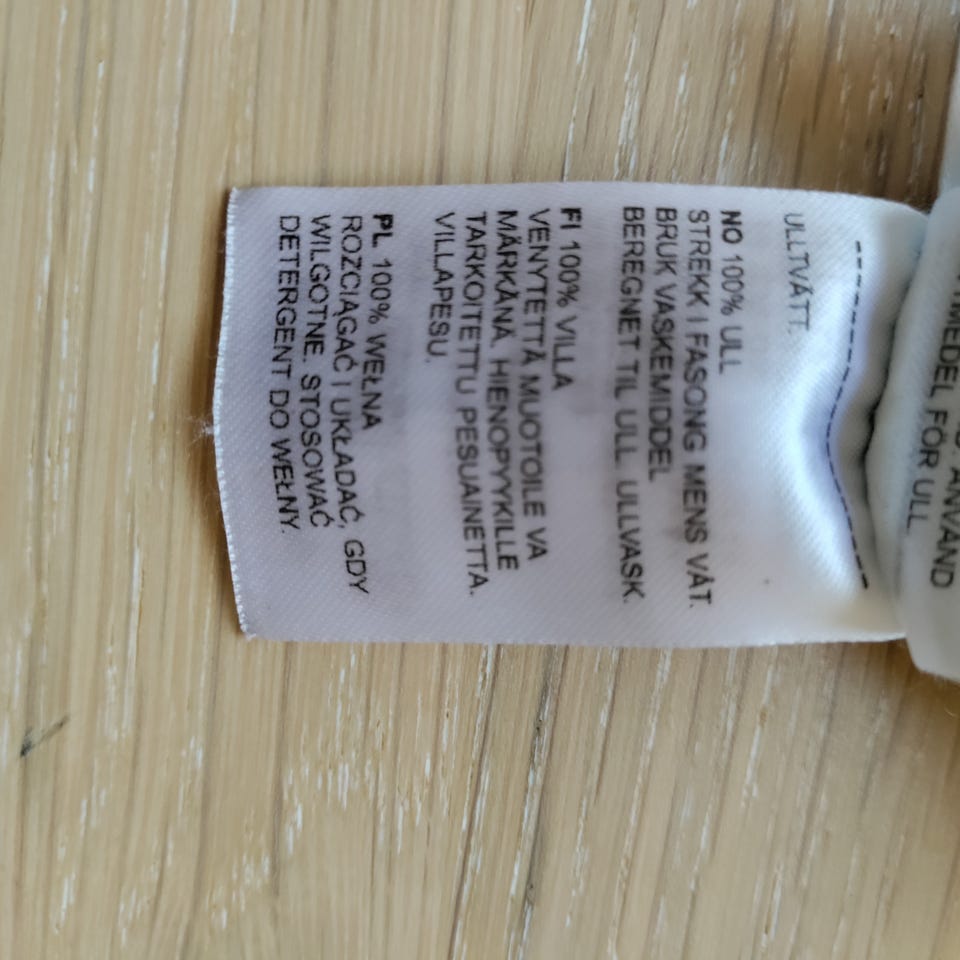 ANVÄND
MEDEL FÖR ULL
ULLTVÄTT.
NO 100% ULL
STREKK I FASONG MENS VÅT.
BRUK VASKEMIDDEL
BEREGNET TIL ULL. ULLVASK.
FI 100% VILLA
VENYTETTÄ MUOTOILE VA
MÄRKÄNÄ. HIENOPYYKILLE
TARKOITETTU PESUAINETTA.
VILLAPESU.
PL 100% WEŁNA
ROZCIĄGAĆ I UKŁADAĆ, GDY
WILGOTNE. STOSOWAĆ
DETERGENT DO WEŁNY.